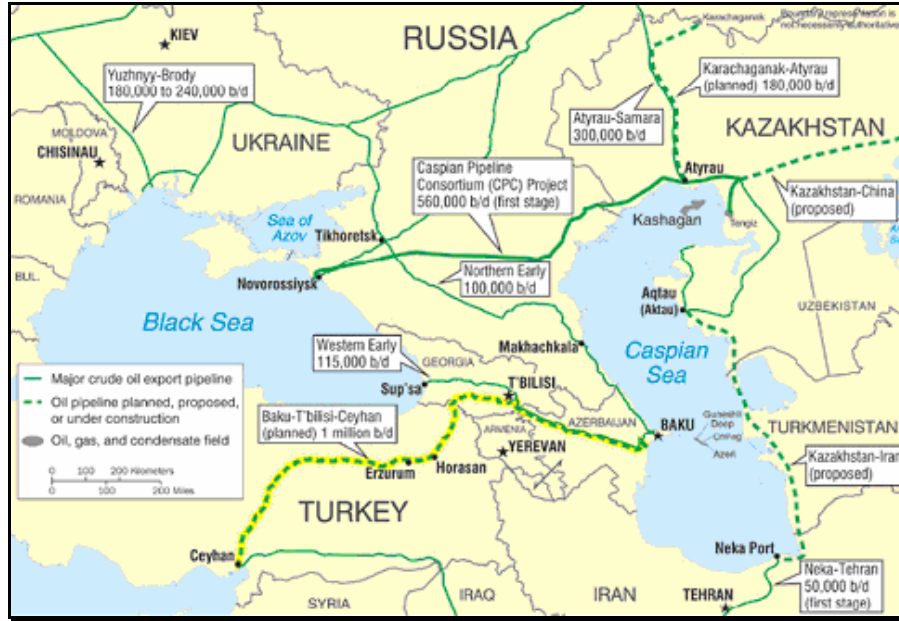 Karachaganak
Boundary representation is
not necessarily authoritative.
RUSSIA
KIEV
Yuzhnyy-Brody
180,000 to 240,000 b/d
Karachaganak-Atyrau
(planned) 180,000 b/d
Atyrau-Samara
300,000 b/d
KAZAKHSTAN
MOLDOVA
CHISINAU
UKRAINE
Caspian Pipeline
Consortium (CPC) Project
560,000 b/d (first stage)
Atyrau
Kazakhstan-China
(proposed)
ROMANIA
Sea of
Azov
Kashagan
Tengiz
Tikhoretsk
BUL.
Novorossiysk
Northern Early
100,000 b/d
Aqtau
(Aktau)
UZBEKISTAN
Black Sea
Western Early
115,000 b/d
Makhachkala
Caspian
Sea
GEORGIA
Major crude oil export pipeline
Oil pipeline planned, proposed,
or under construction
Oil, gas, and condensate field
0 100 200 Kilometers
0 100 200 Miles
Sup'sa
T'BILISI
Baku-T'bilisi-Ceyhan
(planned) 1 million b/d
AZERBAIJAN
BAKU
Guneshli
Deep
Chirag
Azeri
TURKMENISTAN
ARMENIA
YEREVAN
Erzurum
Horasan
Kazakhstan-Iran
(proposed)
TURKEY
Ceyhan
Neka Port
Neka-Tehran
50,000 b/d
(first stage)
SYRIA
IRAQ
IRAN
TEHRAN